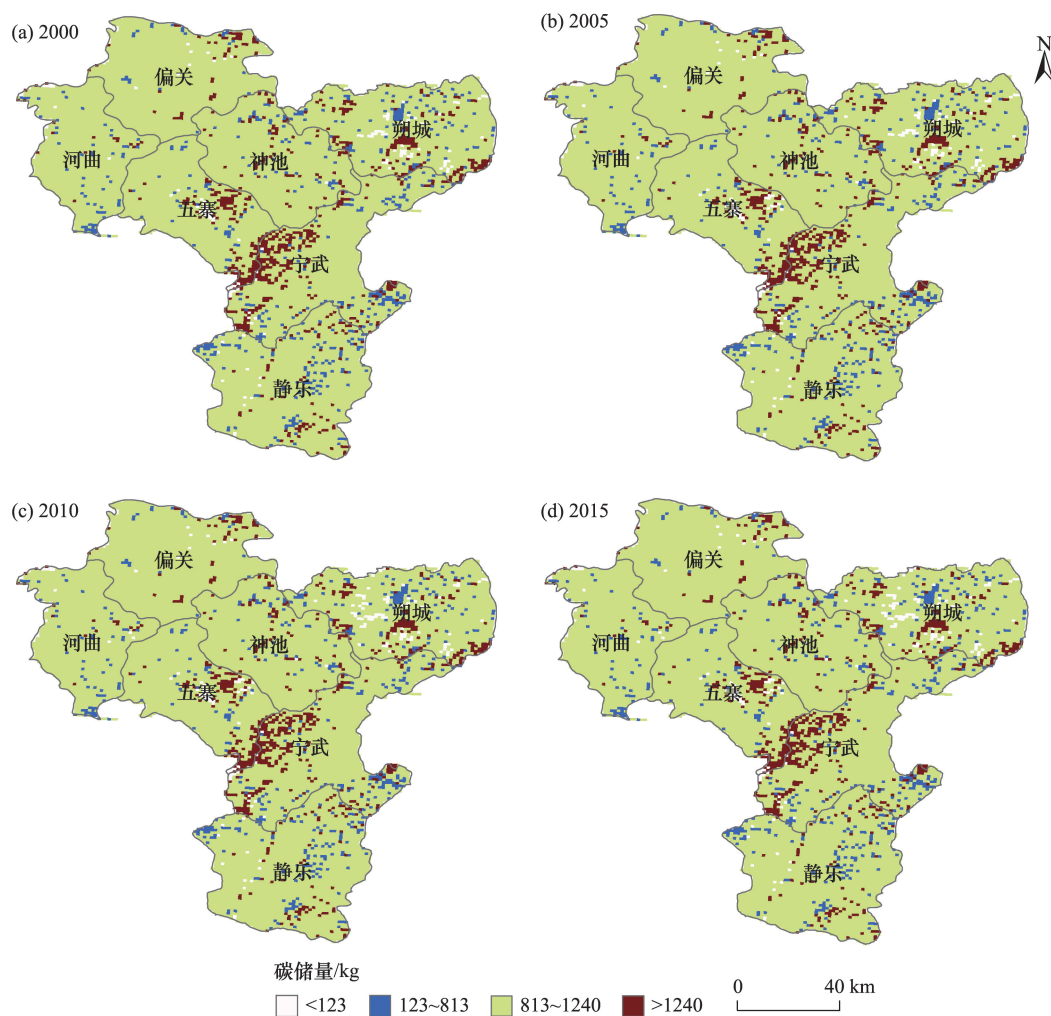 (a) 2000
(b) 2005
N
偏关
偏关
朔城
朔城
河曲
神池
河曲
神池
五寨
五寨
宁武
宁武
静乐
静乐
(c) 2010
(d) 2015
偏关
偏关
朔城
朔城
河曲
神池
河曲
神池
五寨
五寨
宁武
宁武
静乐
静乐
碳储量/kg
<123 123~813 813~1240 >1240
0 40 km